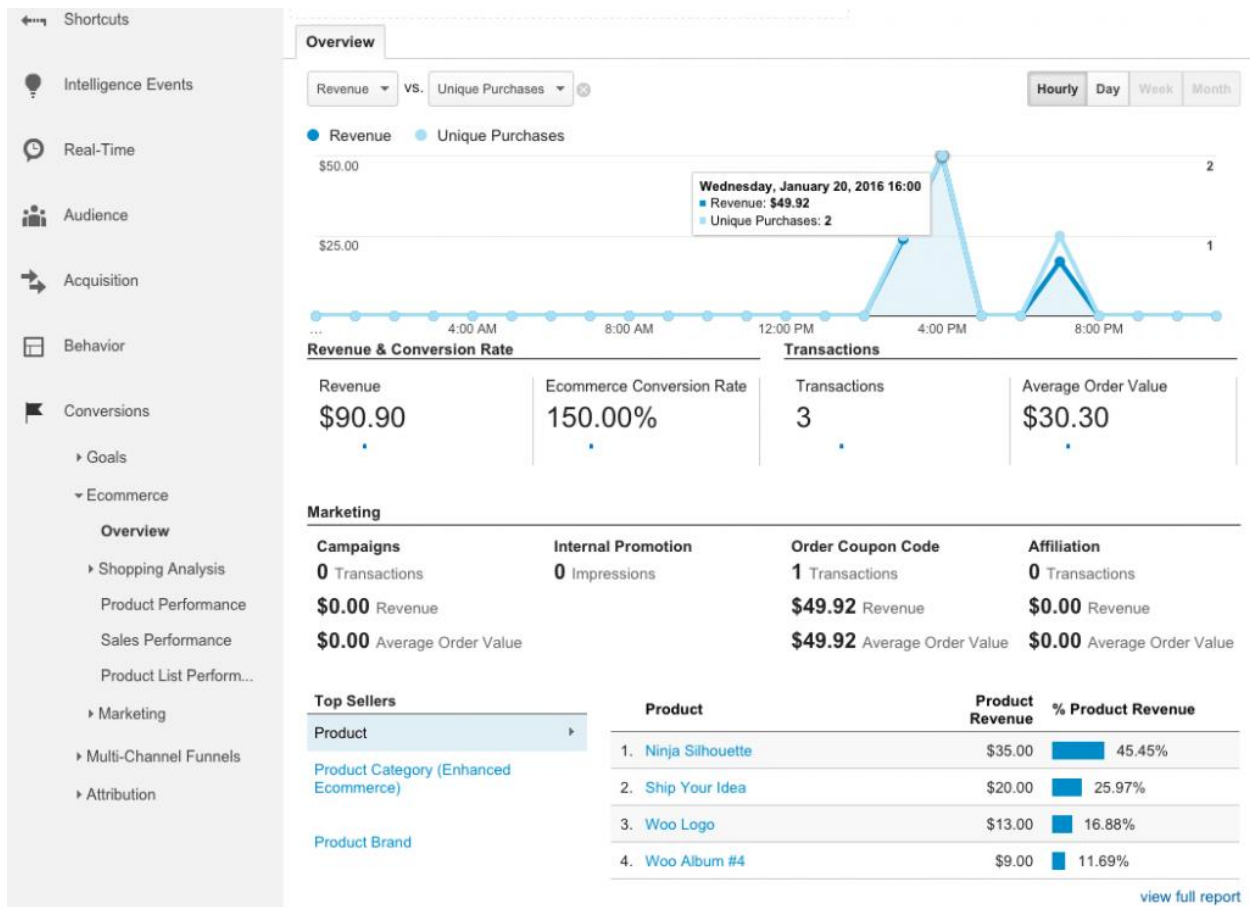 Shortcuts
Intelligence Events
Real-Time
Audience
Acquisition
Behavior
Conversions
Goals
Ecommerce
Overview
Shopping Analysis
Product Performance
Sales Performance
Product List Perform...
Marketing
Multi-Channel Funnels
Attribution
Overview
Revenue VS. Unique Purchases
Hourly Day Week Month
Revenue Unique Purchases
$50.00 2
Wednesday, January 20, 2016 16:00
Revenue: $49.92
Unique Purchases: 2
$25.00 1
... 4:00 AM 8:00 AM 12:00 PM 4:00 PM 8:00 PM
Revenue & Conversion Rate Transactions
Revenue Ecommerce Conversion Rate Transactions Average Order Value
$90.90 150.00% 3 $30.30
Marketing
Campaigns Internal Promotion Order Coupon Code Affiliation
0 Transactions 0 Impressions 1 Transactions 0 Transactions
$0.00 Revenue $49.92 Revenue $0.00 Revenue
$0.00 Average Order Value $49.92 Average Order Value $0.00 Average Order Value
Top Sellers
Product
Product Category (Enhanced
Ecommerce)
Product Brand
Product Product
Revenue % Product Revenue
1. Ninja Silhouette $35.00 45.45%
2. Ship Your Idea $20.00 25.97%
3. Woo Logo $13.00 16.88%
4. Woo Album #4 $9.00 11.69%
view full report